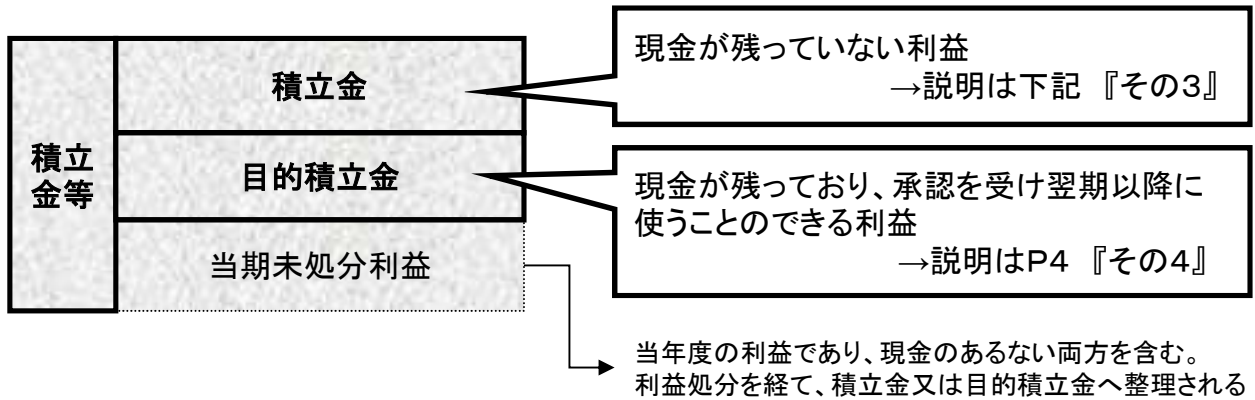 積立
金等
積立金
目的積立金
当期未処分利益
現金が残っていない利益
→説明は下記 『その3』
現金が残っており、承認を受け翌期以降に
使うことのできる利益
→説明はP4 『その4』
当年度の利益であり、現金のあるない両方を含む。
利益処分を経て、積立金又は目的積立金へ整理される